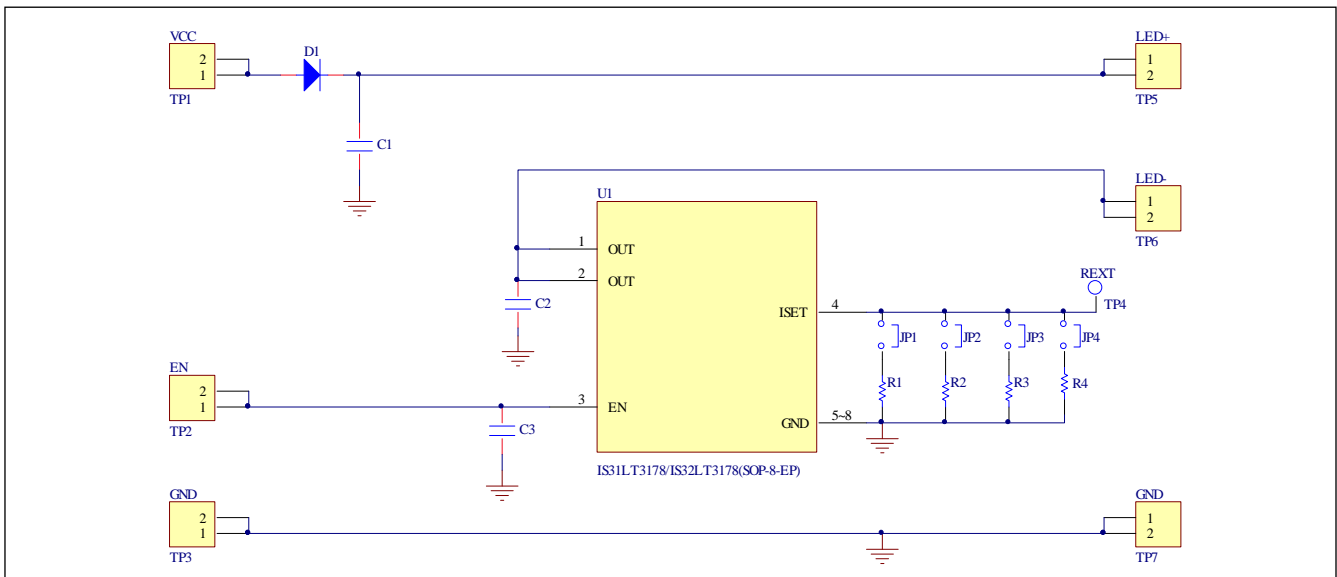 VCC
2
1
TP1
D1
C1
LED+
1
2
TP5
LED-
1
2
TP6
U1
1
OUT
2
OUT
C2
ISET
4
REXT
TP4
JP1
JP2
JP3
JP4
R1
R2
R3
R4
EN
2
1
TP2
3
EN
C3
GND
5~8
IS31LT3178/IS32LT3178(SOP-8-EP)
GND
2
1
TP3
GND
1
2
TP7